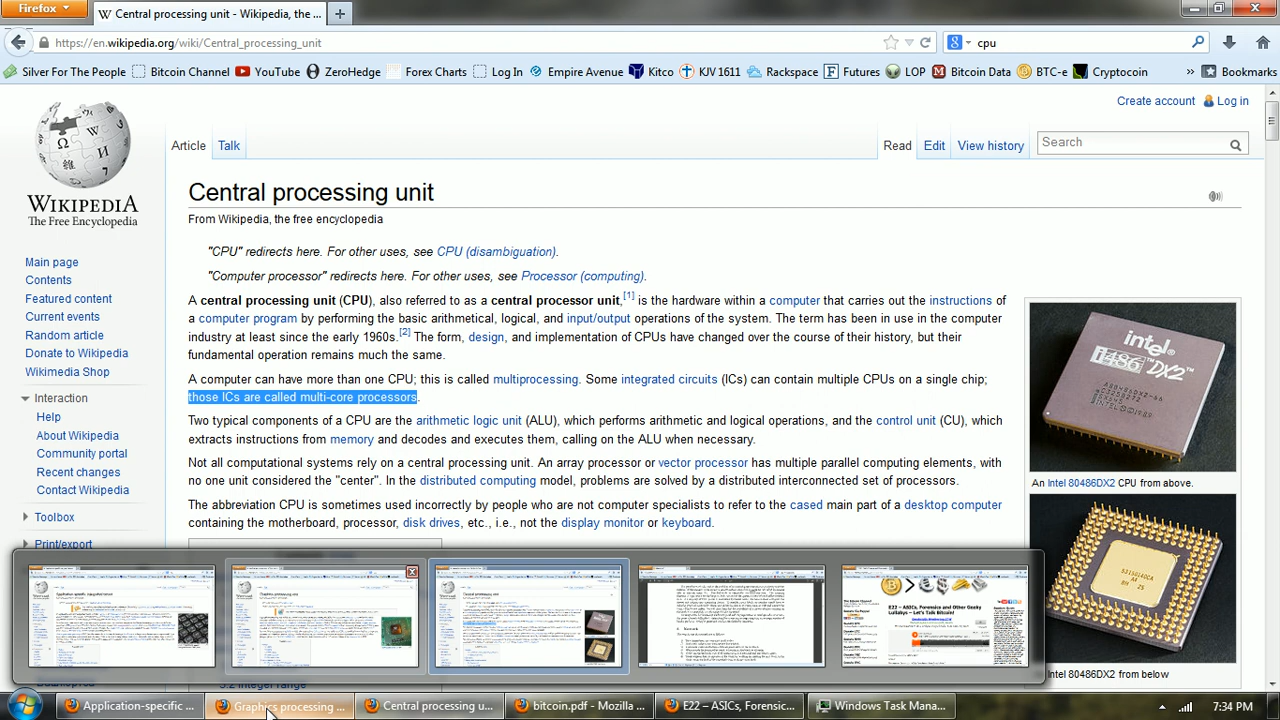 Firefox
Central processing unit - Wikipedia, the ...
https://en.wikipedia.org/wiki/Central_processing_unit
cpu
Silver For The People
Bitcoin Channel
YouTube
ZeroHedge
Forex Charts
Log In
Empire Avenue
Kitco
KJV 1611
Rackspace
Futures
LOP
Bitcoin Data
BTC-e
Cryptocoin
»
Bookmarks
Create account
Log in
Article
Talk
Read
Edit
View history
Search
WIKIPEDIA
The Free Encyclopedia
Main page
Contents
Featured content
Current events
Random article
Donate to Wikipedia
Wikimedia Shop
Interaction
Help
About Wikipedia
Community portal
Recent changes
Contact Wikipedia
Toolbox
Print/export
Central processing unit
From Wikipedia, the free encyclopedia
"CPU" redirects here. For other uses, see CPU (disambiguation).
"Computer processor" redirects here. For other uses, see Processor (computing).
A central processing unit (CPU), also referred to as a central processor unit,[1] is the hardware within a computer that carries out the instructions of
a computer program by performing the basic arithmetical, logical, and input/output operations of the system. The term has been in use in the computer
industry at least since the early 1960s.[2] The form, design, and implementation of CPUs have changed over the course of their history, but their
fundamental operation remains much the same.
A computer can have more than one CPU; this is called multiprocessing. Some integrated circuits (ICs) can contain multiple CPUs on a single chip;
those ICs are called multi-core processors.
Two typical components of a CPU are the arithmetic logic unit (ALU), which performs arithmetic and logical operations, and the control unit (CU), which
extracts instructions from memory and decodes and executes them, calling on the ALU when necessary.
Not all computational systems rely on a central processing unit. An array processor or vector processor has multiple parallel computing elements, with
no one unit considered the "center". In the distributed computing model, problems are solved by a distributed interconnected set of processors.
The abbreviation CPU is sometimes used incorrectly by people who are not computer specialists to refer to the cased main part of a desktop computer
containing the motherboard, processor, disk drives, etc., i.e., not the display monitor or keyboard.
intel
i486
DX2
An Intel 80486DX2 CPU from above.
Intel 80486DX2 from below
3.2 Integer range
E22 – ASICs, Forensics and Other Geeky
Lullabys – Let's Talk Bitcoin!
Application-specific ...
Graphics processing ...
Central processing u...
bitcoin.pdf - Mozilla ...
E22 – ASICs, Forensic...
Windows Task Mana...
7:34 PM